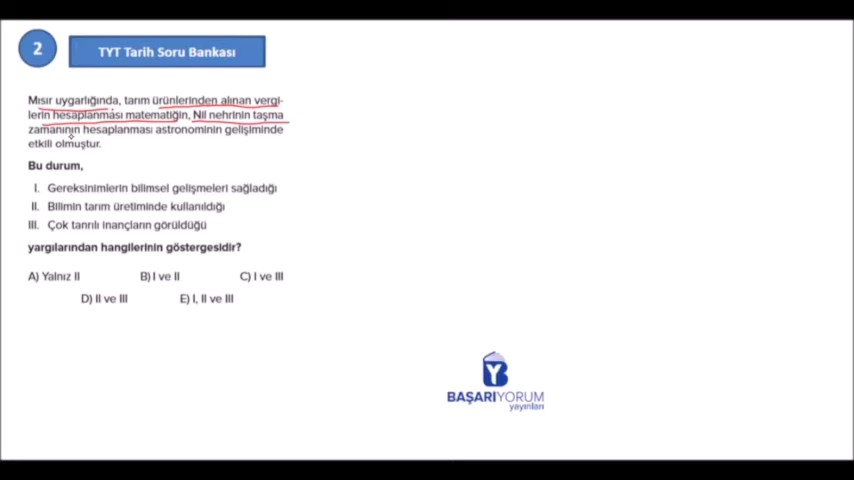 2
TYT Tarih Soru Bankası
Mısır uygarlığında, tarım ürünlerinden alınan vergi-
lerin hesaplanması matematiğin, Nil nehrinin taşma
zamanının hesaplanması astronominin gelişiminde
etkili olmuştur.
Bu durum,
I. Gereksinimlerin bilimsel gelişmeleri sağladığı
II. Bilimin tarım üretiminde kullanıldığı
III. Çok tanrılı inançların görüldüğü
yargılarından hangilerinin göstergesidir?
A) Yalnız II B) I ve II C) I ve III
D) II ve III E) I, II ve III
YB
BAŞARIYORUM
yayınları